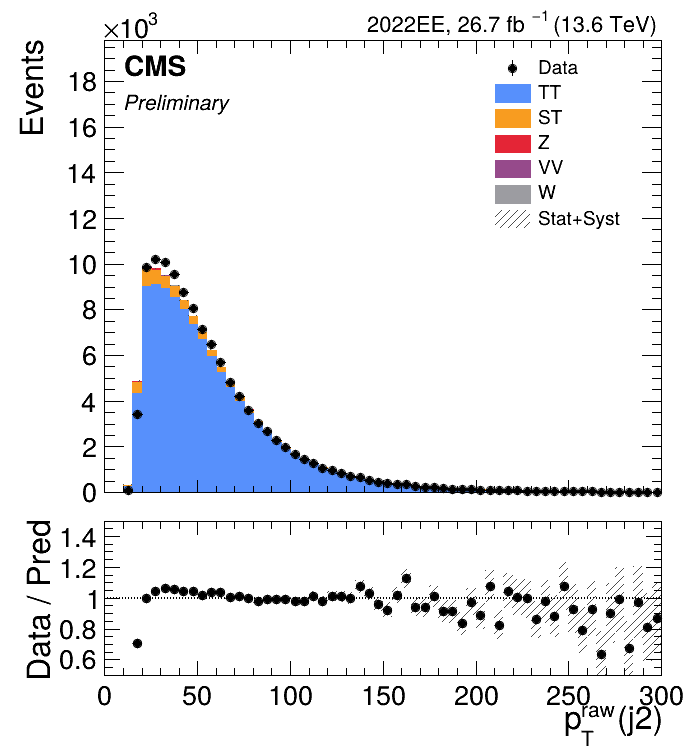 ×10³
2022EE, 26.7 fb ⁻¹ (13.6 TeV)
CMS
Preliminary
Data
TT
ST
Z
VV
W
Stat+Syst
Events
18
16
14
12
10
8
6
4
2
0
Data / Pred
1.4
1.2
1
0.8
0.6
0 50 100 150 200 250 300
p_T^raw(j2)